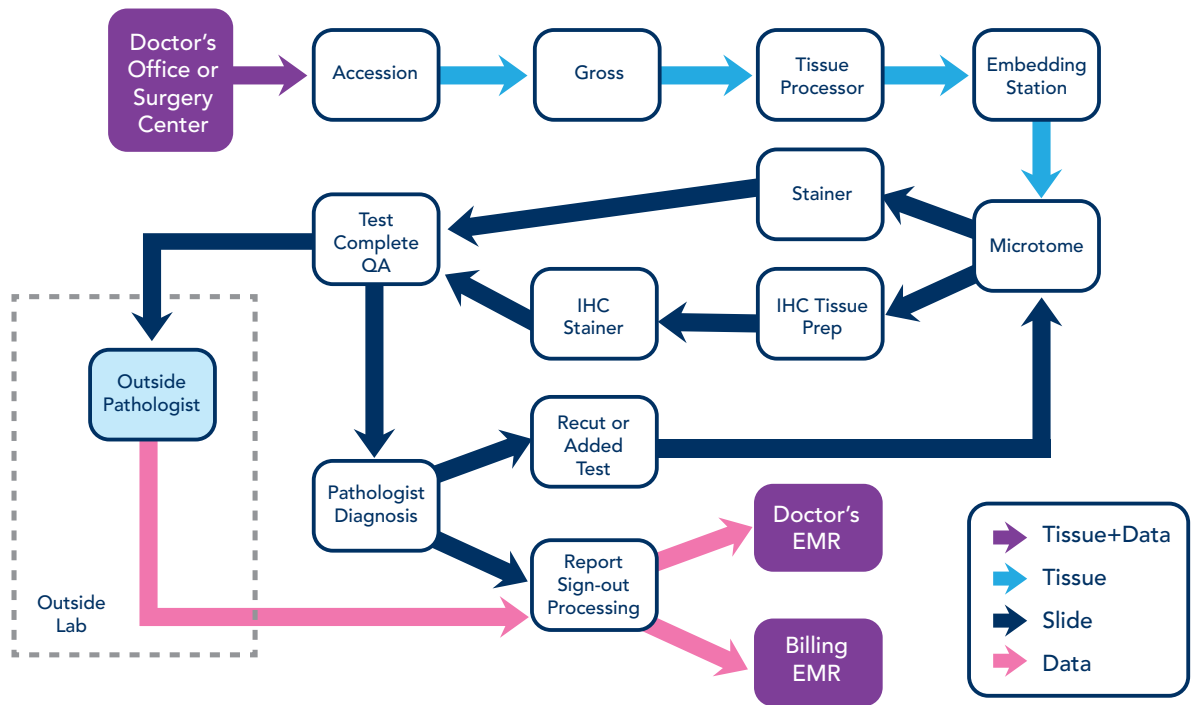 Doctor's
Office or
Surgery
Center
Accession
Gross
Tissue
Processor
Embedding
Station
Stainer
Test
Complete
QA
Microtome
IHC
Stainer
IHC Tissue
Prep
Outside
Pathologist
Recut or
Added
Test
Pathologist
Diagnosis
Doctor's
EMR
Report
Sign-out
Processing
Outside
Lab
Billing
EMR
Tissue+Data
Tissue
Slide
Data